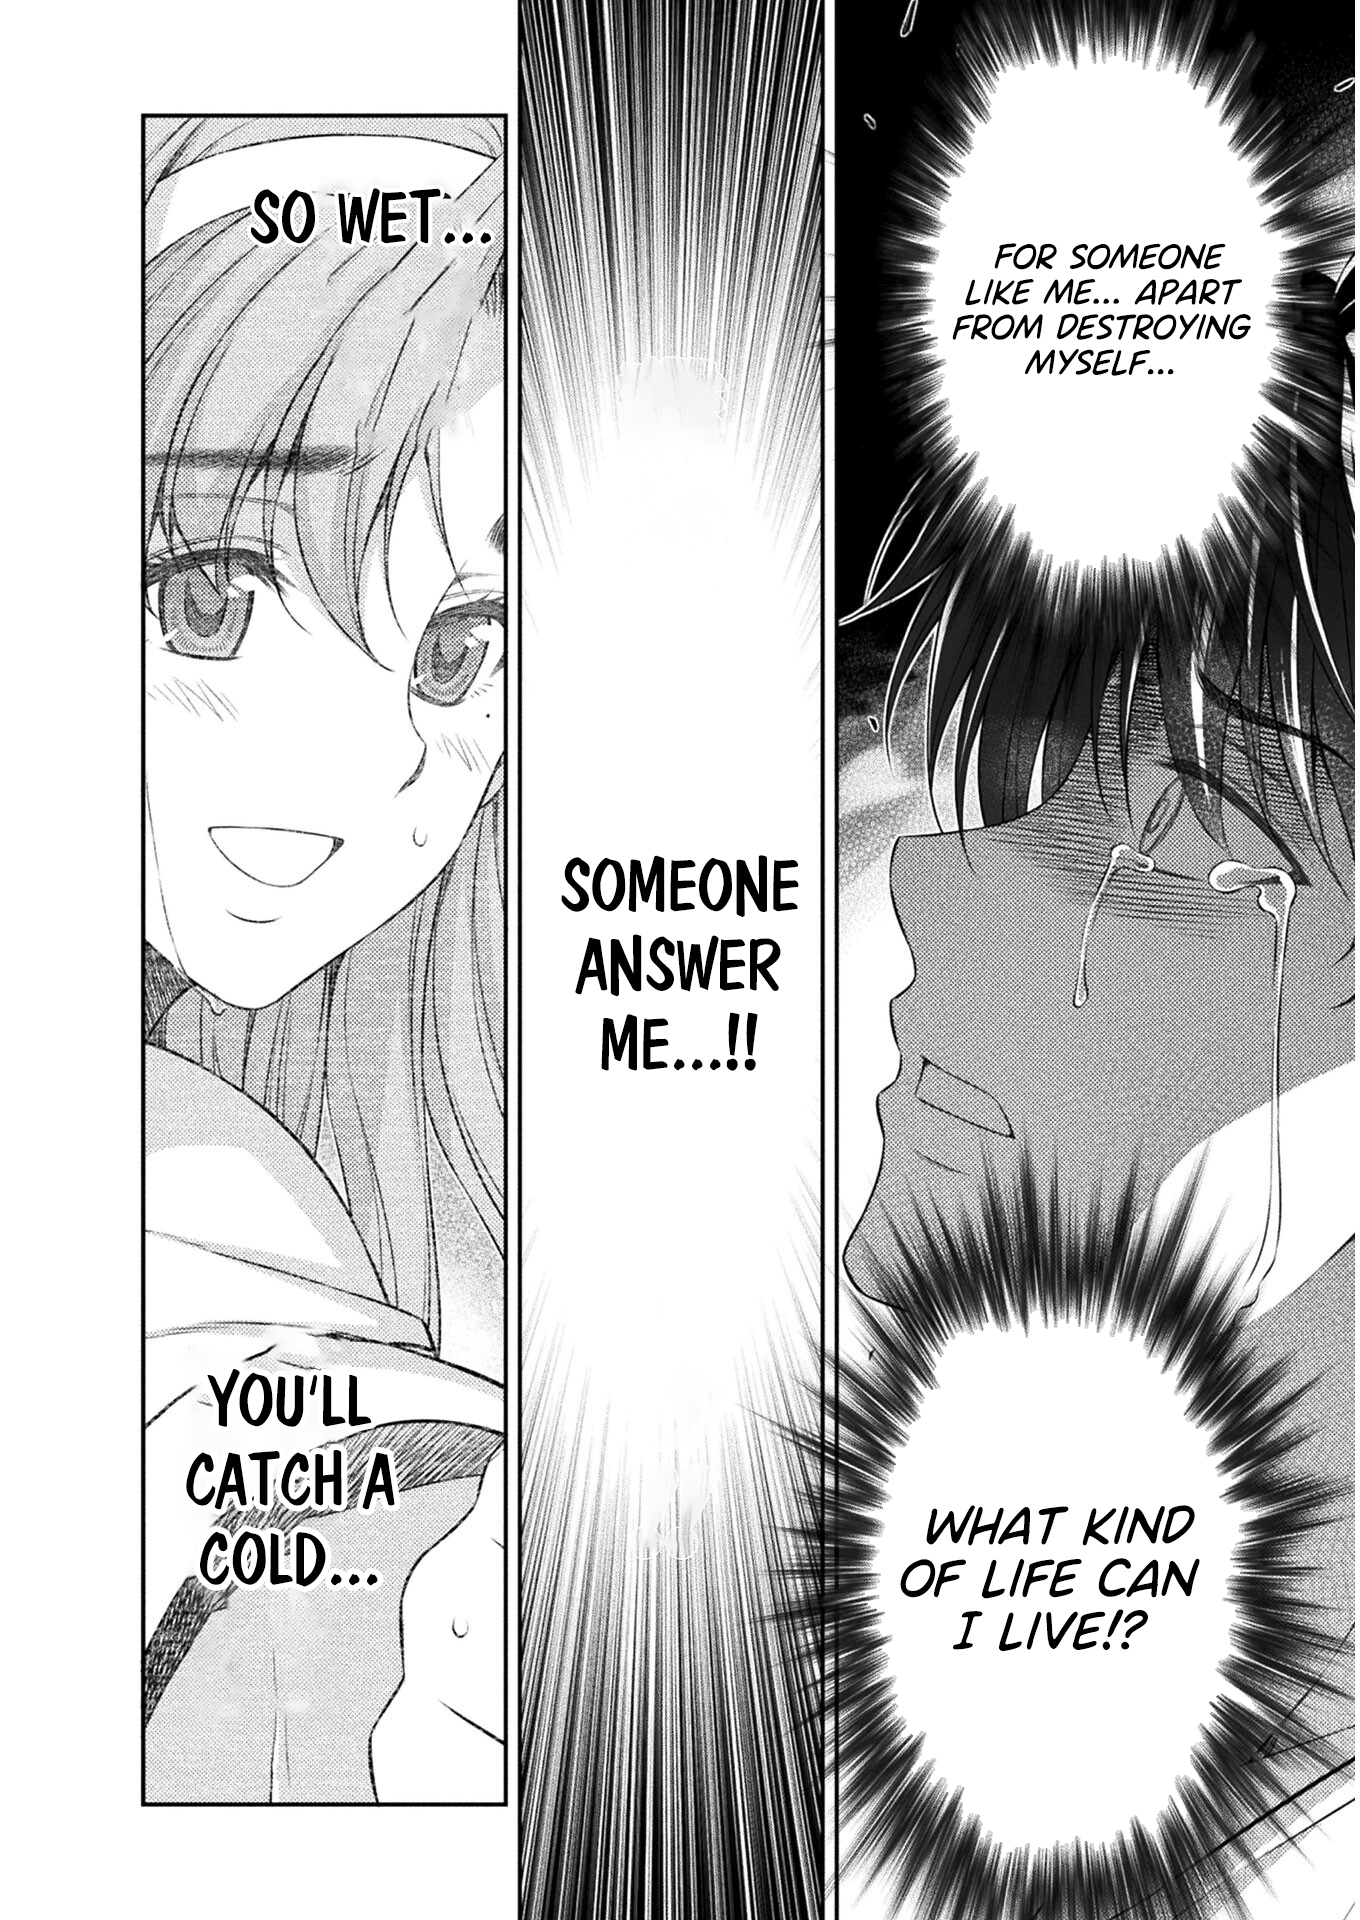 FOR SOMEONE
LIKE ME... APART
FROM DESTROYING
MYSELF...
WHAT KIND
OF LIFE CAN
I LIVE!?
SOMEONE
ANSWER
ME...!!
SO WET...
YOU'LL
CATCH A
COLD...